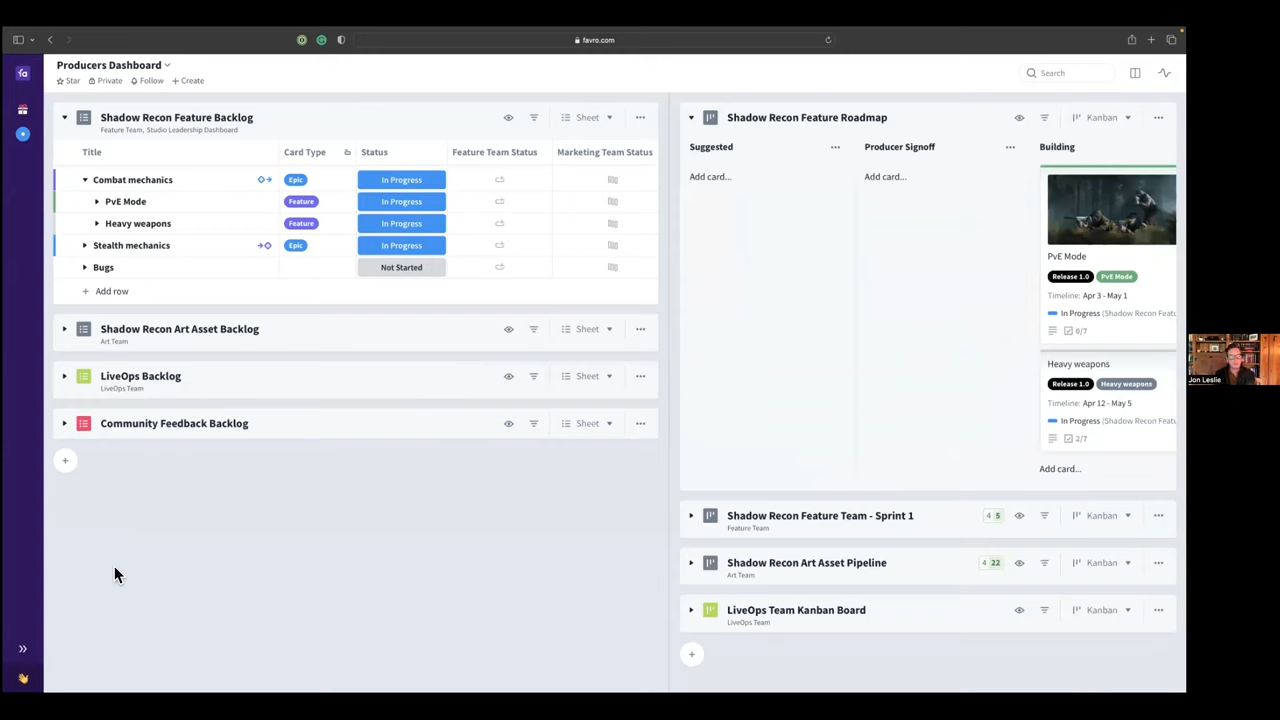 favro.com
Producers Dashboard
Star Private Follow Create
Search
Shadow Recon Feature Backlog
Feature Team, Studio Leadership Dashboard
Sheet
Title Card Type Status Feature Team Status Marketing Team Status
Combat mechanics Epic In Progress
PvE Mode Feature In Progress
Heavy weapons Feature In Progress
Stealth mechanics Epic In Progress
Bugs Not Started
+ Add row
Shadow Recon Art Asset Backlog
Art Team
Sheet
LiveOps Backlog
LiveOps Team
Sheet
Community Feedback Backlog
Sheet
Shadow Recon Feature Roadmap
Kanban
Suggested Producer Signoff Building
Add card... Add card...
PvE Mode
Release 1.0 PvE Mode
Timeline: Apr 3 - May 1
In Progress (Shadow Recon Featu
0/7
Heavy weapons
Release 1.0 Heavy weapons
Timeline: Apr 12 - May 5
In Progress (Shadow Recon Featu
2/7
Add card...
Shadow Recon Feature Team - Sprint 1
4 5 Kanban
Feature Team
Shadow Recon Art Asset Pipeline
4 22 Kanban
Art Team
LiveOps Team Kanban Board
Kanban
LiveOps Team
Jon Leslie